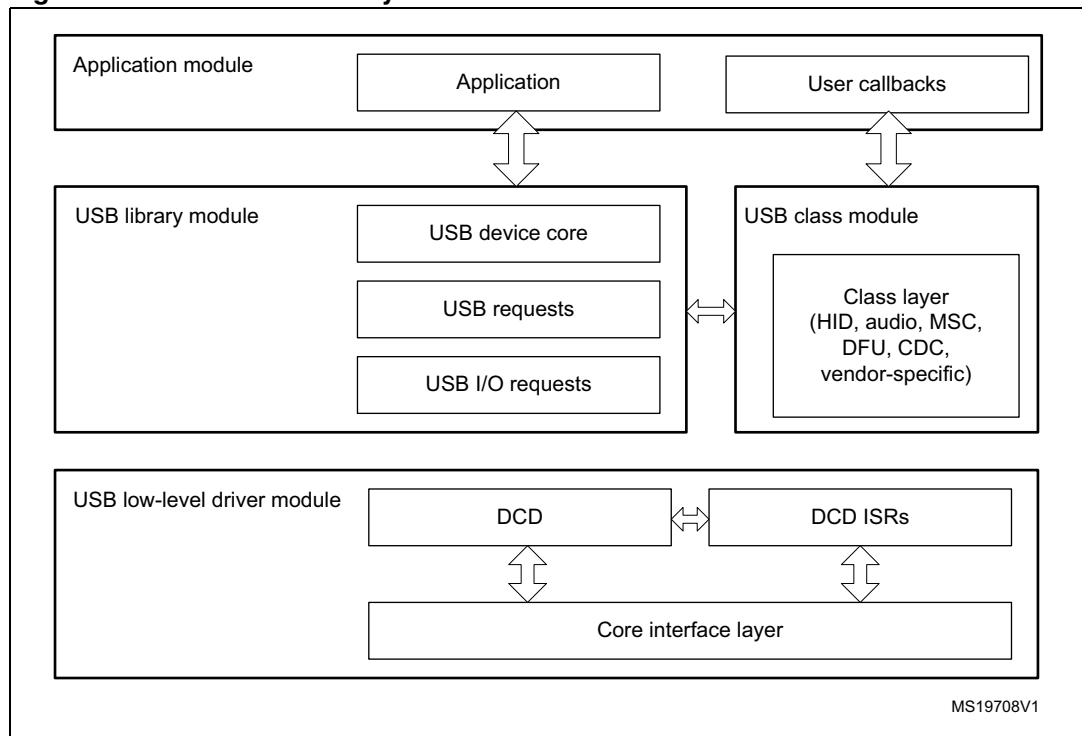 Application module
Application
User callbacks
USB library module
USB device core
USB requests
USB I/O requests
USB class module
Class layer
(HID, audio, MSC,
DFU, CDC,
vendor-specific)
USB low-level driver module
DCD
DCD ISRs
Core interface layer
MS19708V1